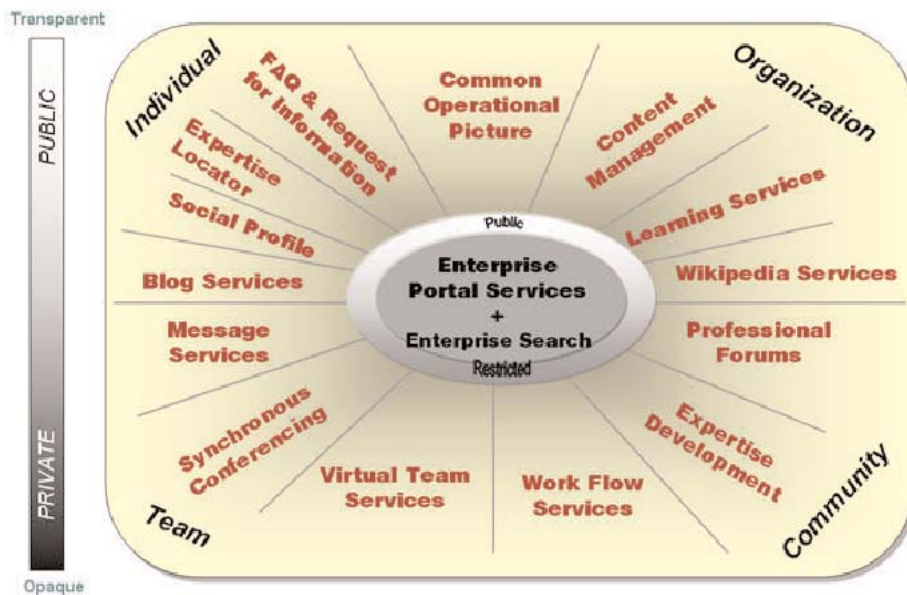 Transparent
PUBLIC
PRIVATE
Opaque
Individual
FAQ & Request
for Information
Common
Operational
Picture
Content
Management
Organization
Expertise
Locator
Social Profile
Blog Services
Learning Services
Wikipedia Services
Public
Enterprise
Portal Services
+
Enterprise Search
Restricted
Message
Services
Professional
Forums
Synchronous
Conferencing
Virtual Team
Services
Work Flow
Services
Expertise
Development
Team
Community